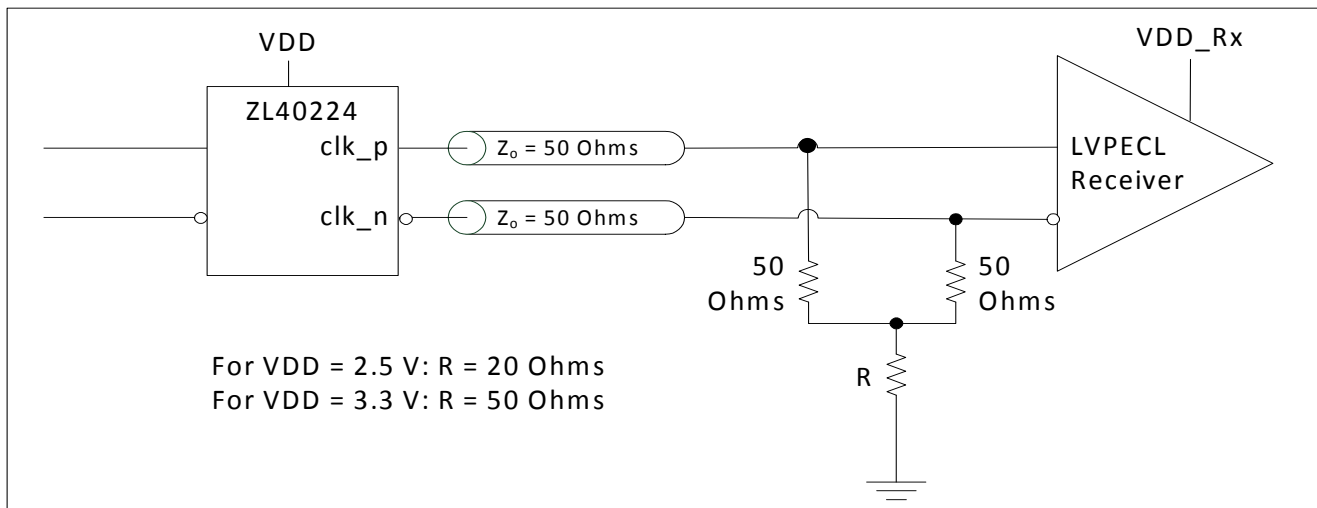 VDD
VDD_Rx
ZL40224
clk_p
Zₒ = 50 Ohms
LVPECL
Receiver
clk_n
Zₒ = 50 Ohms
50
Ohms
50
Ohms
For VDD = 2.5 V: R = 20 Ohms
For VDD = 3.3 V: R = 50 Ohms
R